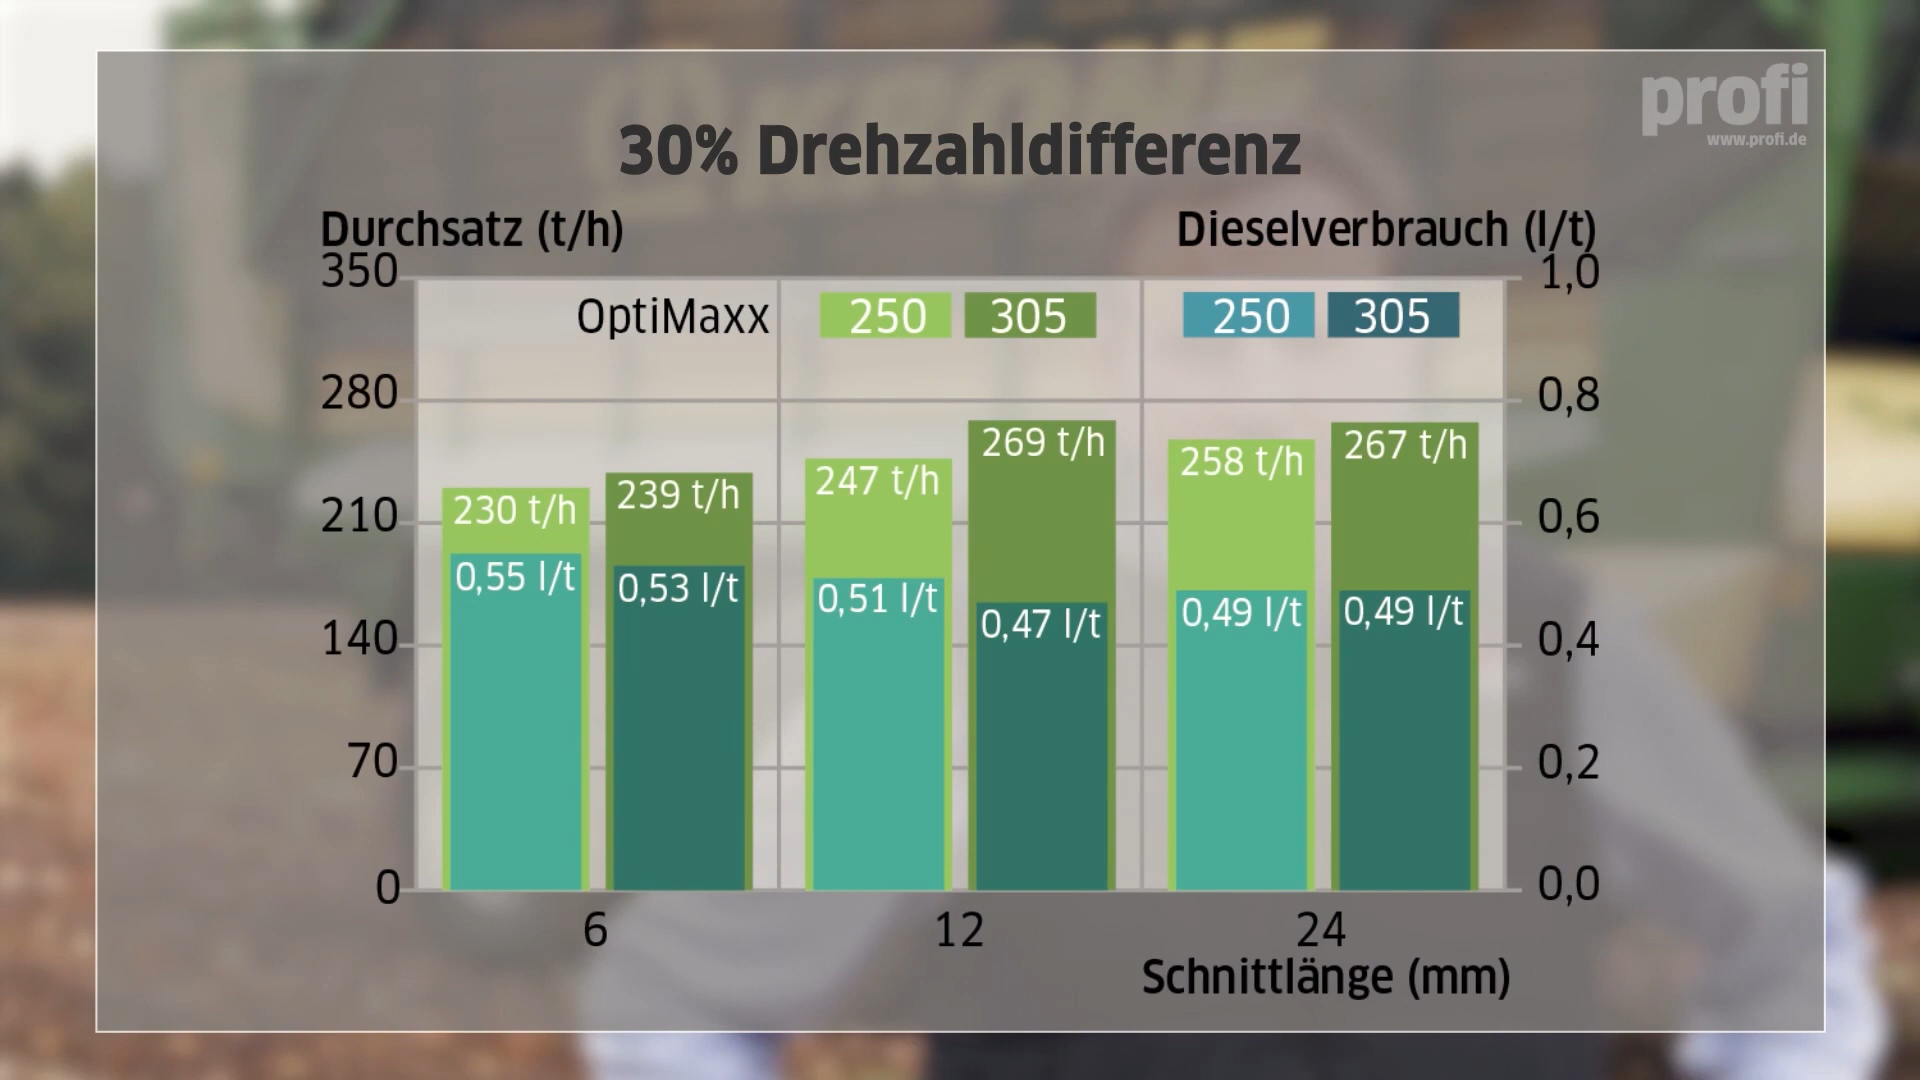 profi
www.profi.de
30% Drehzahldifferenz
Durchsatz (t/h)
Dieselverbrauch (l/t)
350
1,0
OptiMaxx 250 305 250 305
280
0,8
269 t/h
267 t/h
258 t/h
247 t/h
239 t/h
230 t/h
210
0,6
0,55 l/t
0,53 l/t
0,51 l/t
0,49 l/t
0,49 l/t
0,47 l/t
140
0,4
70
0,2
0
0,0
6 12 24
Schnittlänge (mm)
KRONE